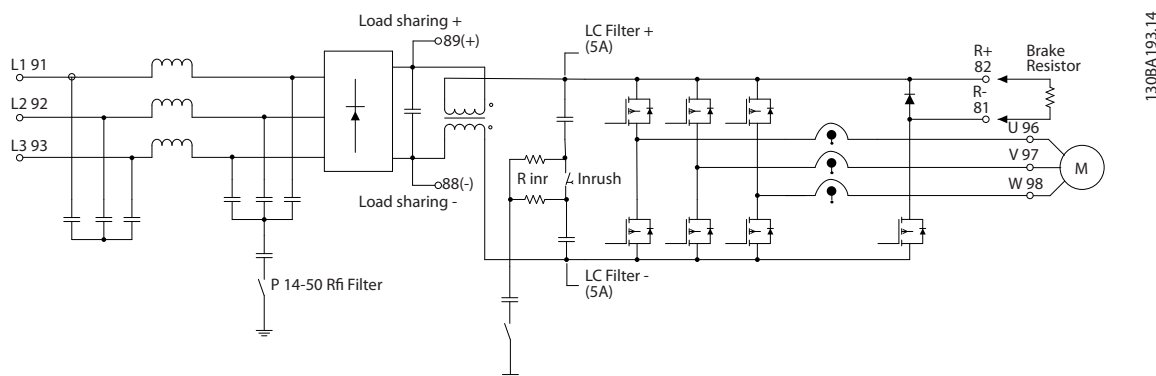 130BA193.14
Load sharing +
89(+)
LC Filter +
(5A)
R+
82
Brake
Resistor
L1 91
R-
81
L2 92
U 96
L3 93
V 97
M
R inr
Inrush
88(-)
W 98
Load sharing -
LC Filter -
(5A)
P 14-50 Rfi Filter